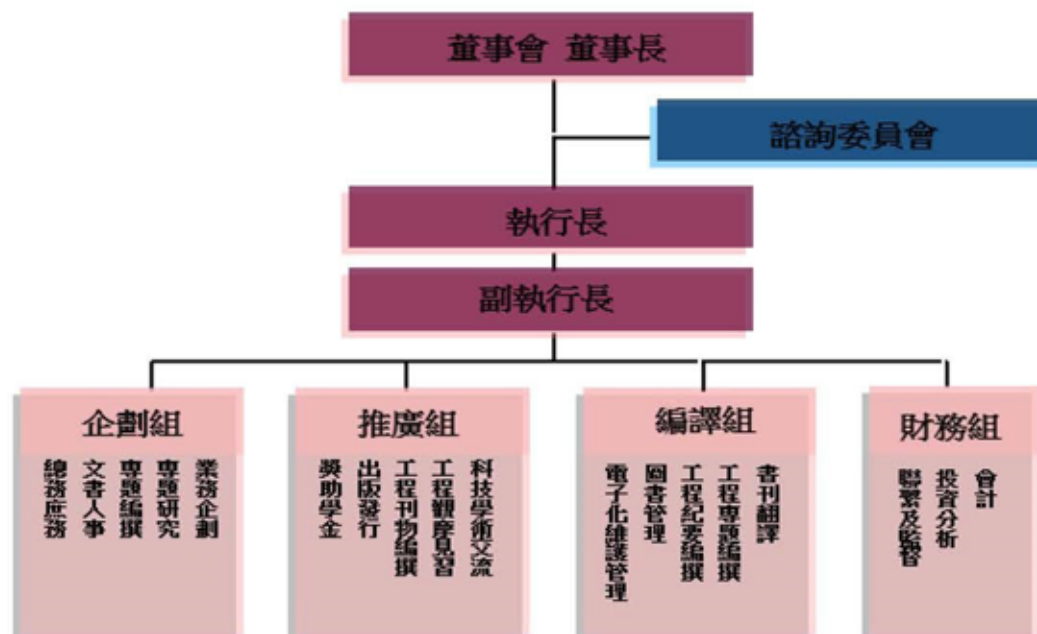 董事會 董事長
諮詢委員會
執行長
副執行長
企劃組
業務企劃
專題研究
專題編撰
文書人事
總務庶務
推廣組
科技學術交流
工程觀摩見習
工程刊物編撰
出版發行
獎助學金
編譯組
書刊翻譯
工程專題編撰
工程紀要編撰
圖書管理
電子化維護管理
財務組
會計
投資分析
聯繫及監督